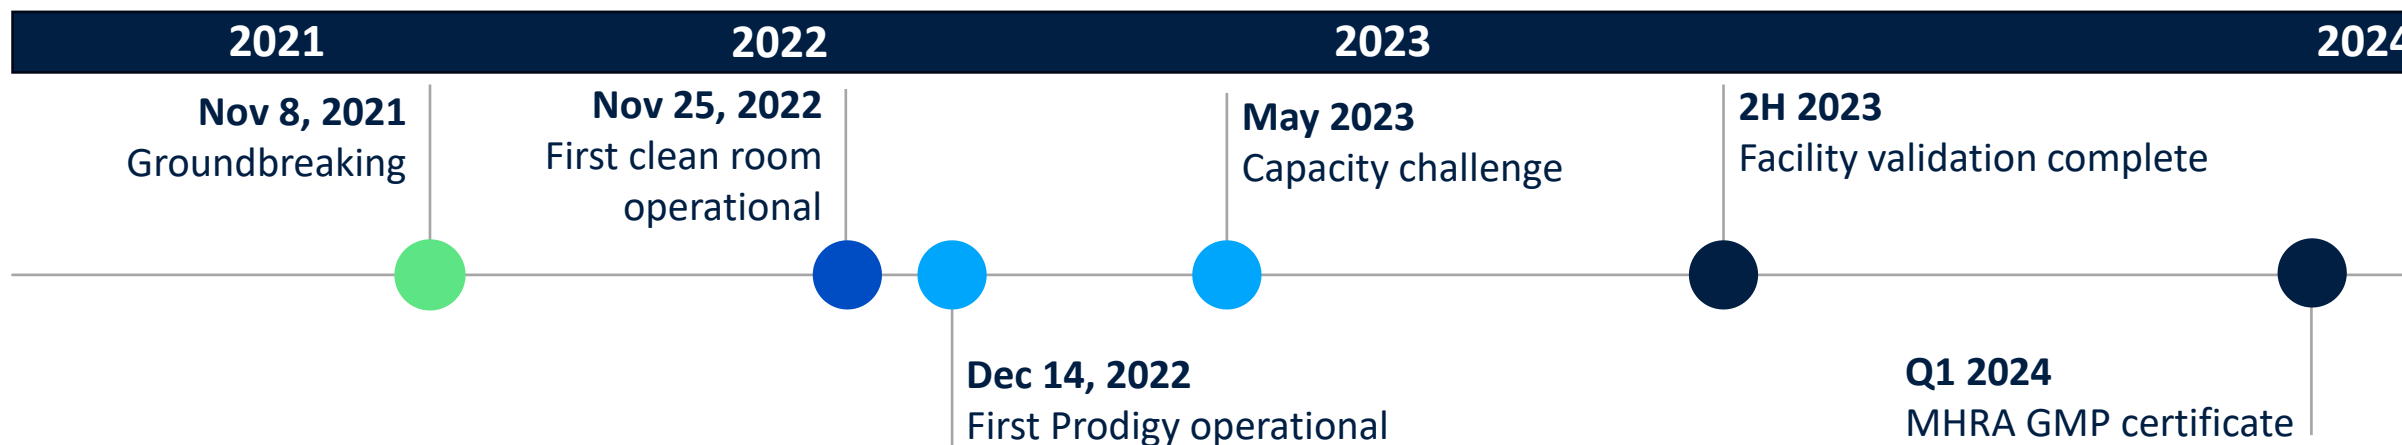 2021 2022 2023 2024
Nov 8, 2021
Groundbreaking
Nov 25, 2022
First clean room
operational
May 2023
Capacity challenge
2H 2023
Facility validation complete
Dec 14, 2022
First Prodigy operational
Q1 2024
MHRA GMP certificate